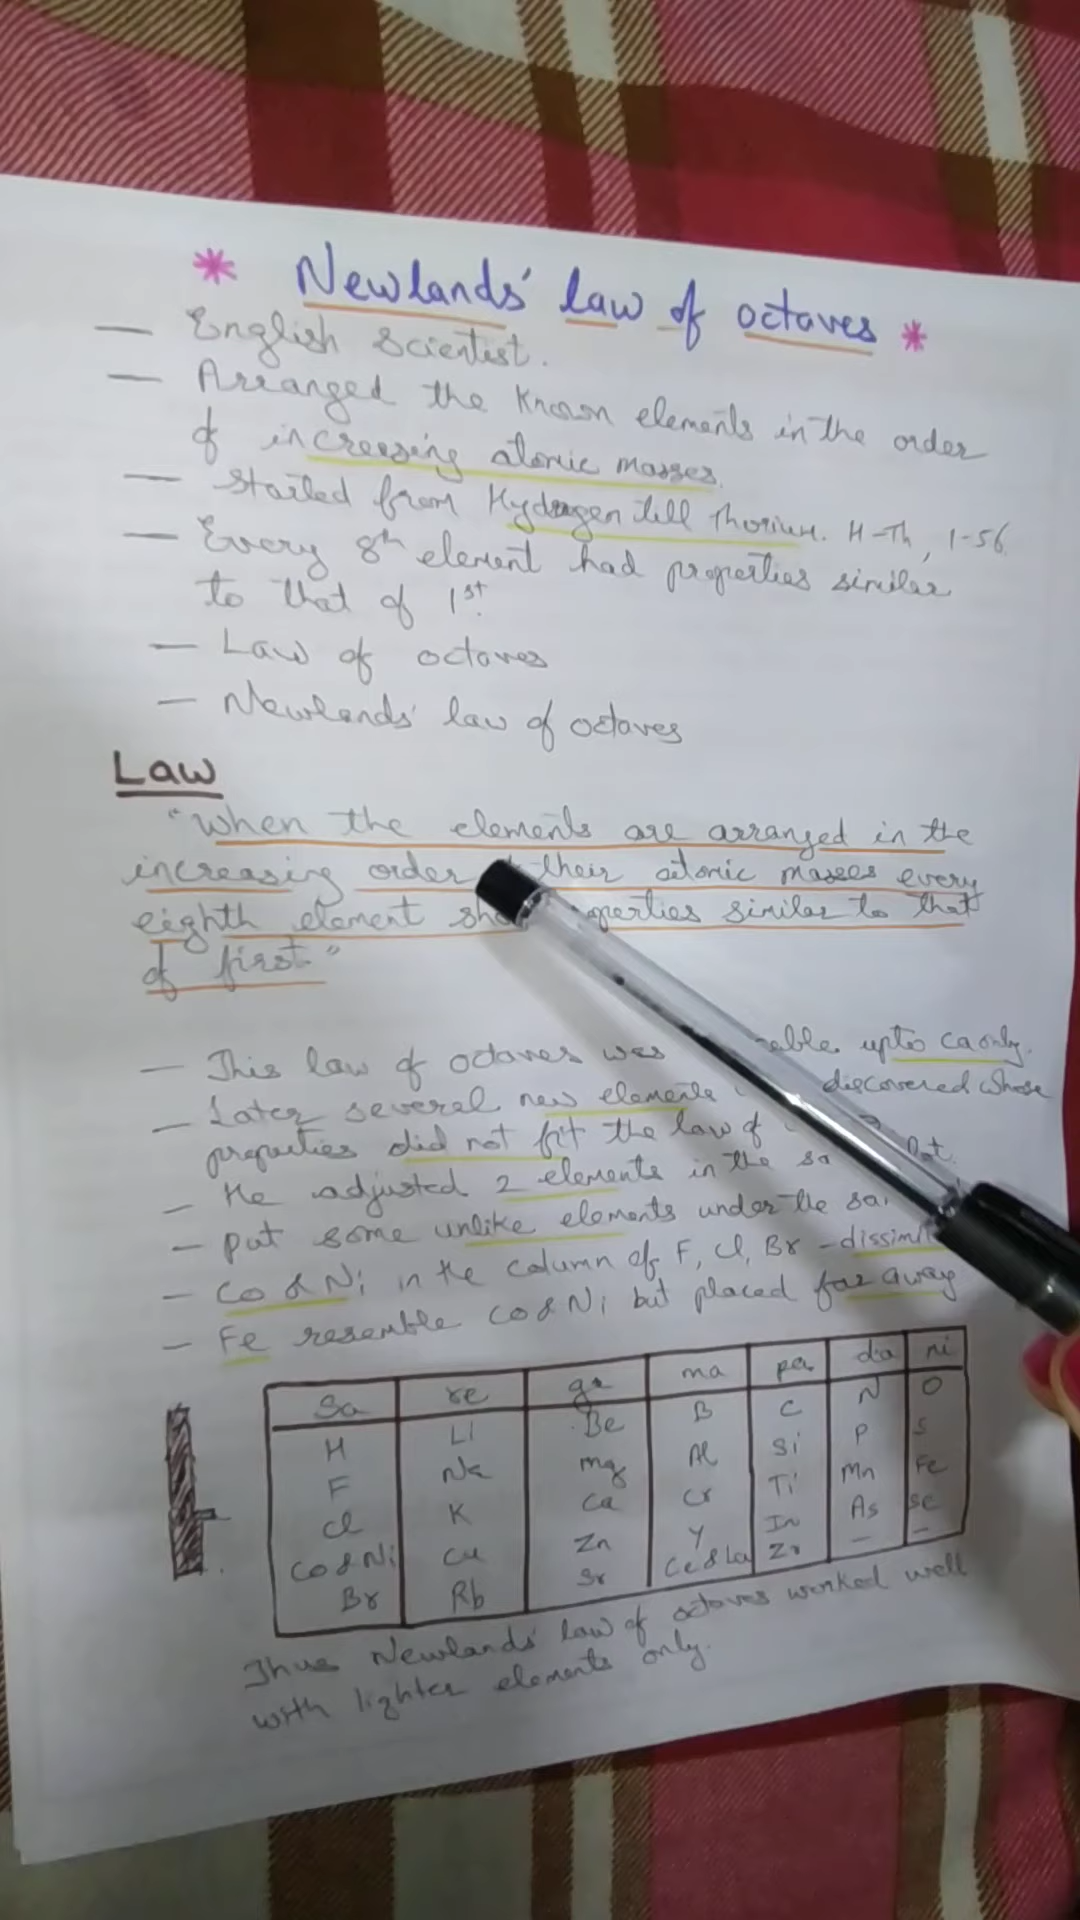 * Newlands' law of octaves *
— English Scientist.
— Arranged the known elements in the order
of increasing atomic masses.
— Started from Hydrogen till Thorium. H-Th, 1-56.
— Every 8th element had properties similar
to that of 1st.
— Law of octaves
— Newlands' law of octaves
Law
"When the elements are arranged in the
increasing order their atomic masses every
eighth element similar to that
of first."
— This law of octaves was upto Ca only.
— Later several new elements discovered whose
properties did not fit the law of
— He adjusted 2 elements in the
— put some unlike elements under the
— Co & Ni in the column of F, Cl, Br -
— Fe resemble Co & Ni but placed far away
Sa re ga ma pa da ni
H Li Be B C N O
F Na Mg Al Si P S
Cl K Ca Cr Ti Mn Fe
Co & Ni Cu Zn Y In As Se
Br Rb Sr Ce & La Zr — —
Thus Newlands' law of octaves worked well
with lighter elements only.